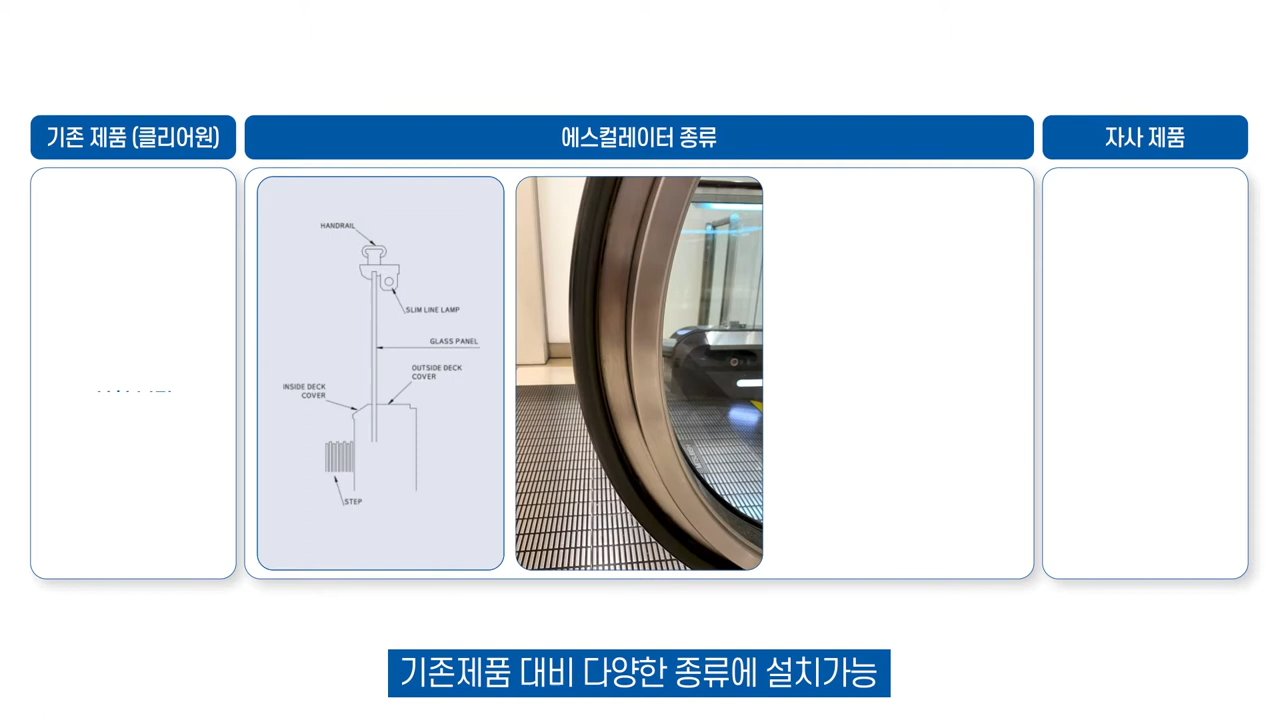 기존 제품 (클리어원)
에스컬레이터 종류
자사 제품
HANDRAIL
SLIM LINE LAMP
GLASS PANEL
OUTSIDE DECK
COVER
INSIDE DECK
COVER
STEP
기존제품 대비 다양한 종류에 설치가능